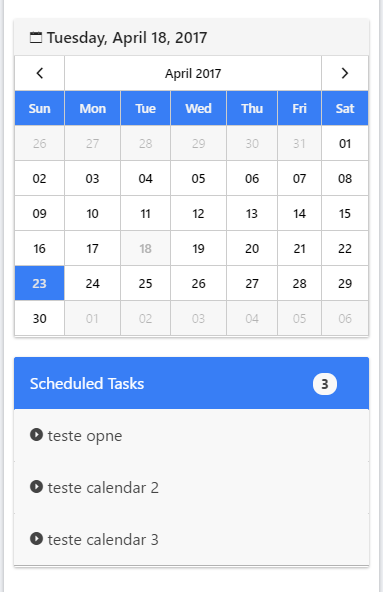 Tuesday, April 18, 2017
April 2017
Sun Mon Tue Wed Thu Fri Sat
26 27 28 29 30 31 01
02 03 04 05 06 07 08
09 10 11 12 13 14 15
16 17 18 19 20 21 22
23 24 25 26 27 28 29
30 01 02 03 04 05 06
Scheduled Tasks 3
teste opne
teste calendar 2
teste calendar 3